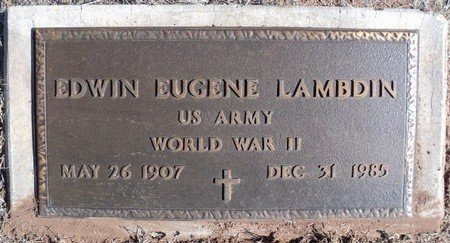 EDWIN EUGENE LAMBDIN
US ARMY
WORLD WAR II
MAY 26 1907 DEC 31 1985